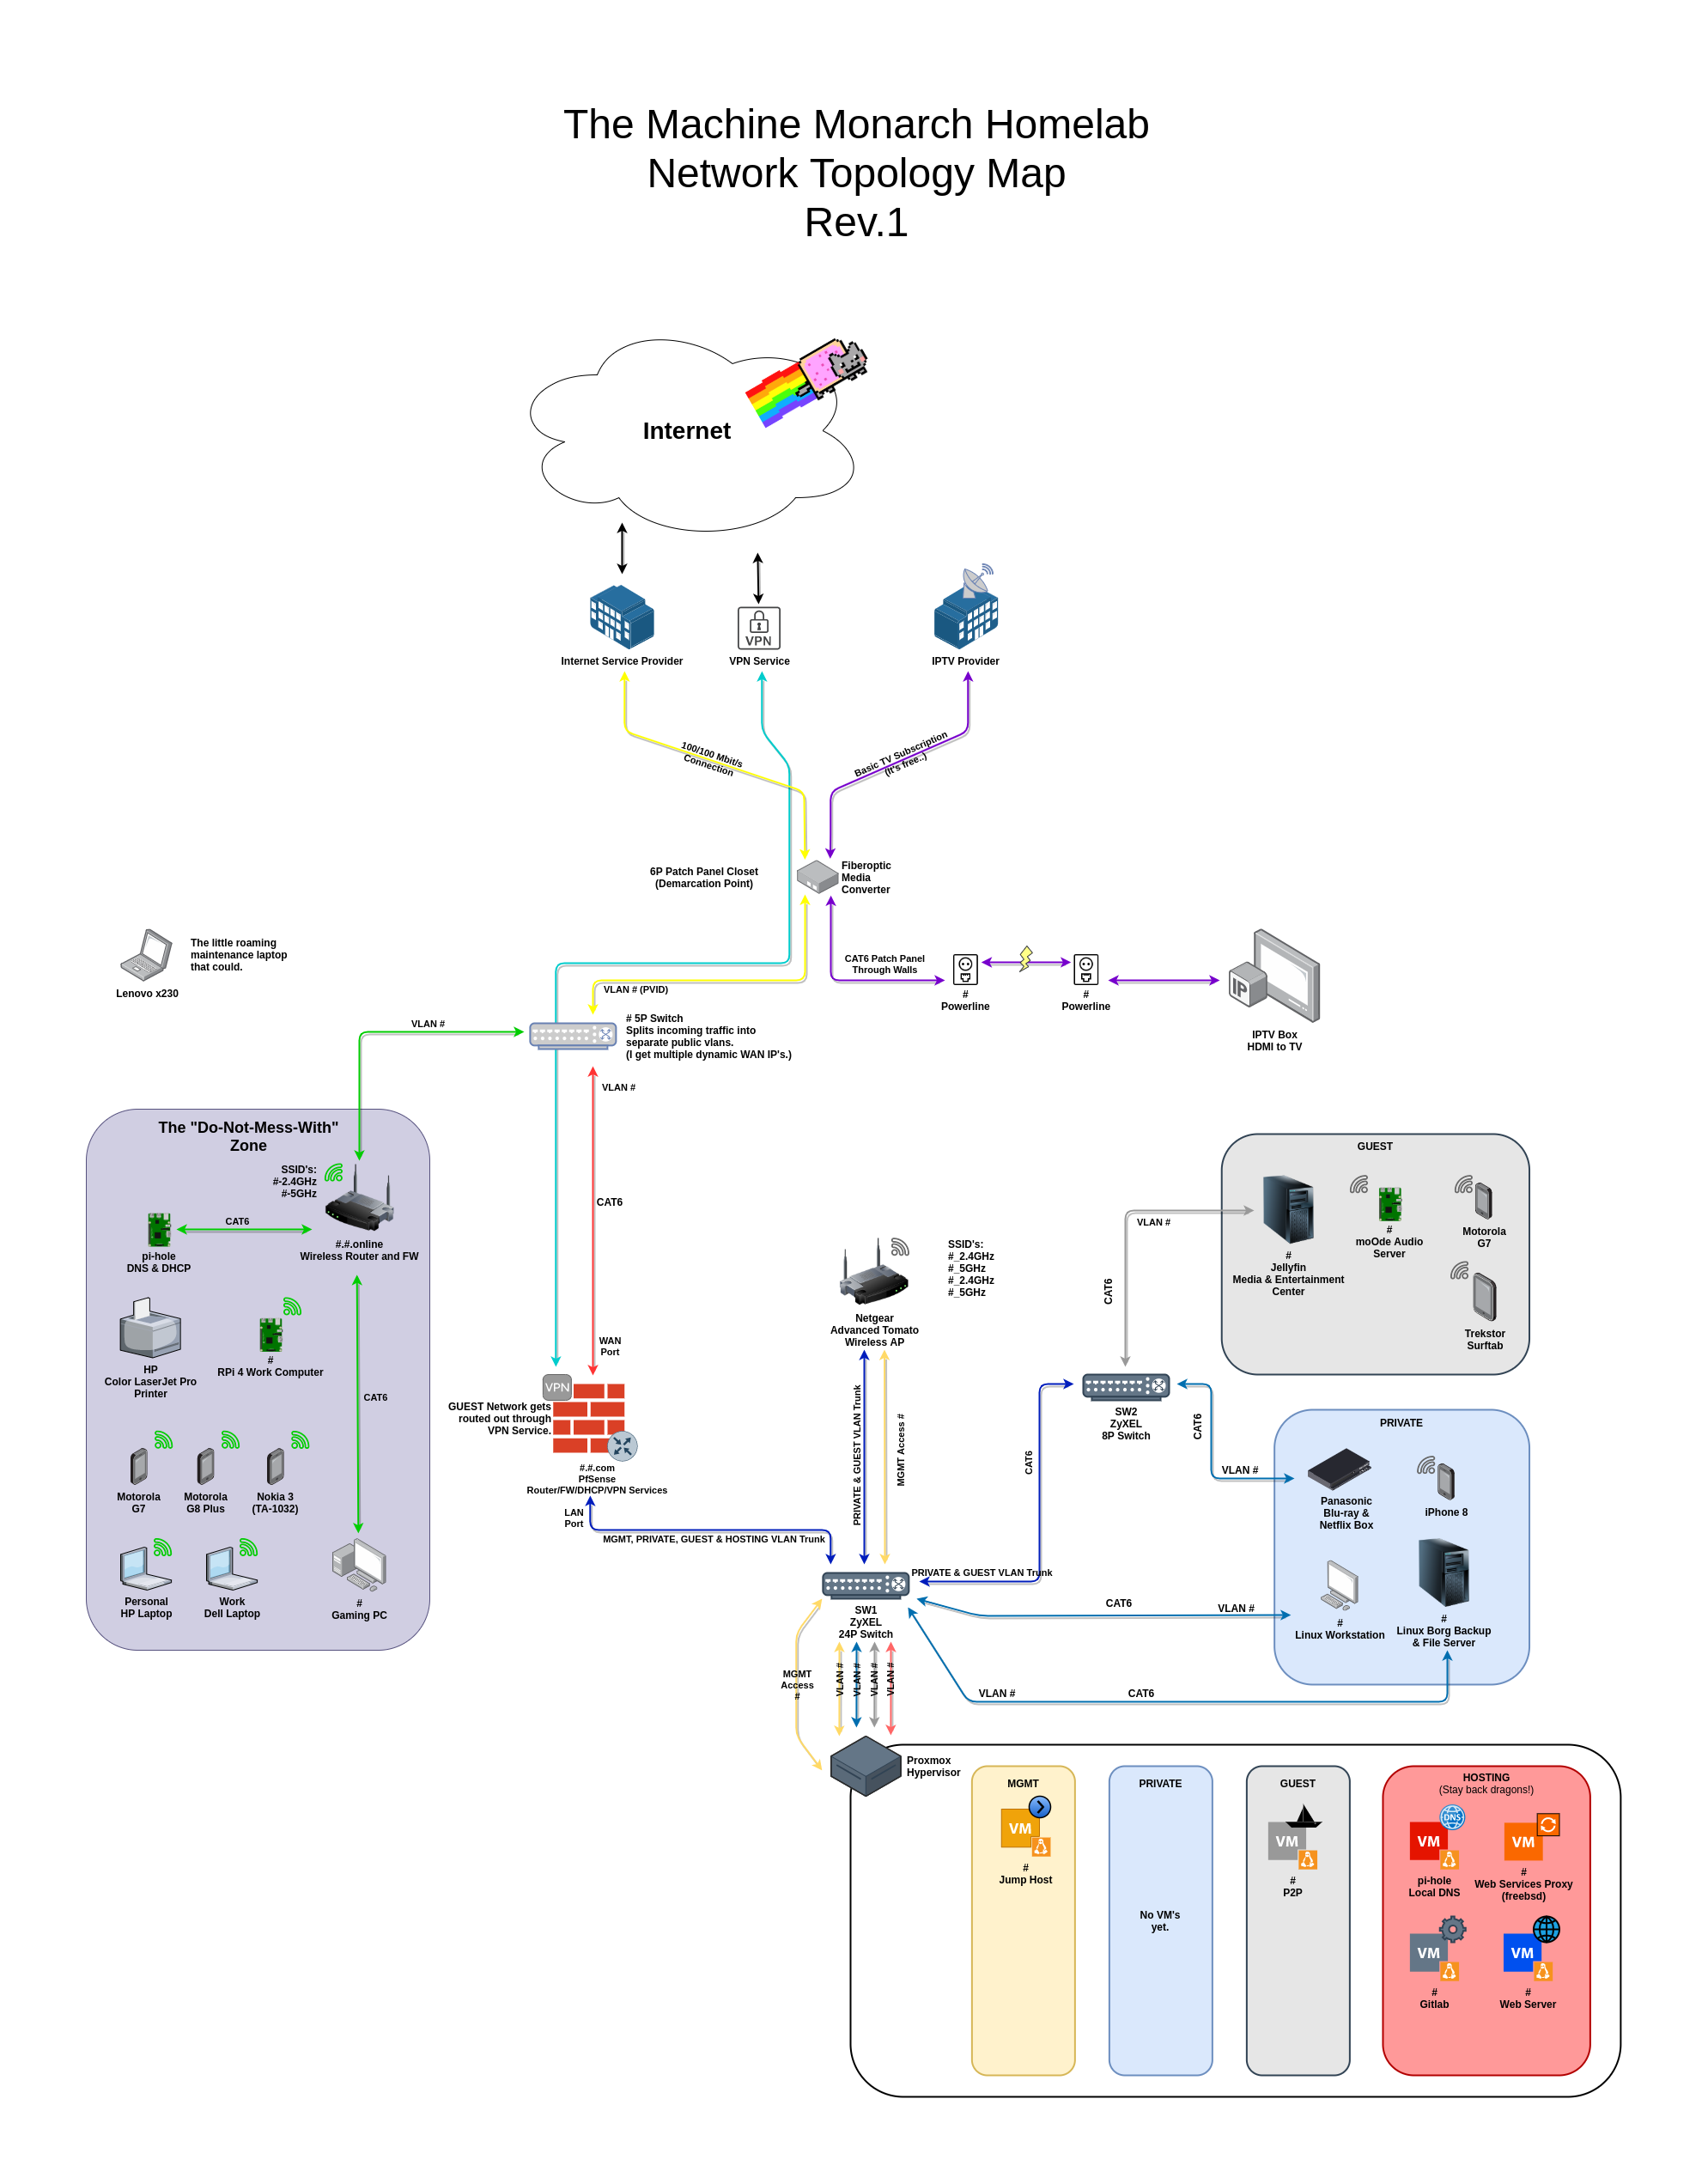 The Machine Monarch Homelab
Network Topology Map
Rev.1
Internet
VPN
Internet Service Provider
VPN Service
IPTV Provider
100/100 Mbit/s
Connection
Basic TV Subscription
(It's free..)
6P Patch Panel Closet
(Demarcation Point)
Fiberoptic
Media
Converter
The little roaming
maintenance laptop
that could.
Lenovo x230
CAT6 Patch Panel
Through Walls
#
Powerline
#
Powerline
IP
IPTV Box
HDMI to TV
VLAN # (PVID)
# 5P Switch
Splits incoming traffic into
separate public vlans.
(I get multiple dynamic WAN IP's.)
VLAN #
VLAN #
The "Do-Not-Mess-With"
Zone
SSID's:
#-2.4GHz
#-5GHz
CAT6
pi-hole
DNS & DHCP
#.#.online
Wireless Router and FW
HP
Color LaserJet Pro
Printer
#
RPi 4 Work Computer
CAT6
Motorola
G7
Motorola
G8 Plus
Nokia 3
(TA-1032)
Personal
HP Laptop
Work
Dell Laptop
#
Gaming PC
CAT6
WAN
Port
VPN
GUEST Network gets
routed out through
VPN Service.
#.#.com
PfSense
Router/FW/DHCP/VPN Services
LAN
Port
MGMT, PRIVATE, GUEST & HOSTING VLAN Trunk
SSID's:
#_2.4GHz
#_5GHz
#_2.4GHz
#_5GHz
Netgear
Advanced Tomato
Wireless AP
PRIVATE & GUEST VLAN Trunk
MGMT Access #
PRIVATE & GUEST VLAN Trunk
CAT6
SW1
ZyXEL
24P Switch
SW2
ZyXEL
8P Switch
CAT6
VLAN #
CAT6
VLAN #
GUEST
#
Jellyfin
Media & Entertainment
Center
#
moOde Audio
Server
Motorola
G7
Trekstor
Surftab
PRIVATE
Panasonic
Blu-ray &
Netflix Box
iPhone 8
#
Linux Workstation
#
Linux Borg Backup
& File Server
CAT6
VLAN #
VLAN #
CAT6
MGMT
Access
#
VLAN #
VLAN #
VLAN #
VLAN #
Proxmox
Hypervisor
MGMT
VM
#
Jump Host
PRIVATE
No VM's
yet.
GUEST
VM
#
P2P
HOSTING
(Stay back dragons!)
DNS
VM
pi-hole
Local DNS
VM
#
Web Services Proxy
(freebsd)
VM
#
Gitlab
VM
#
Web Server